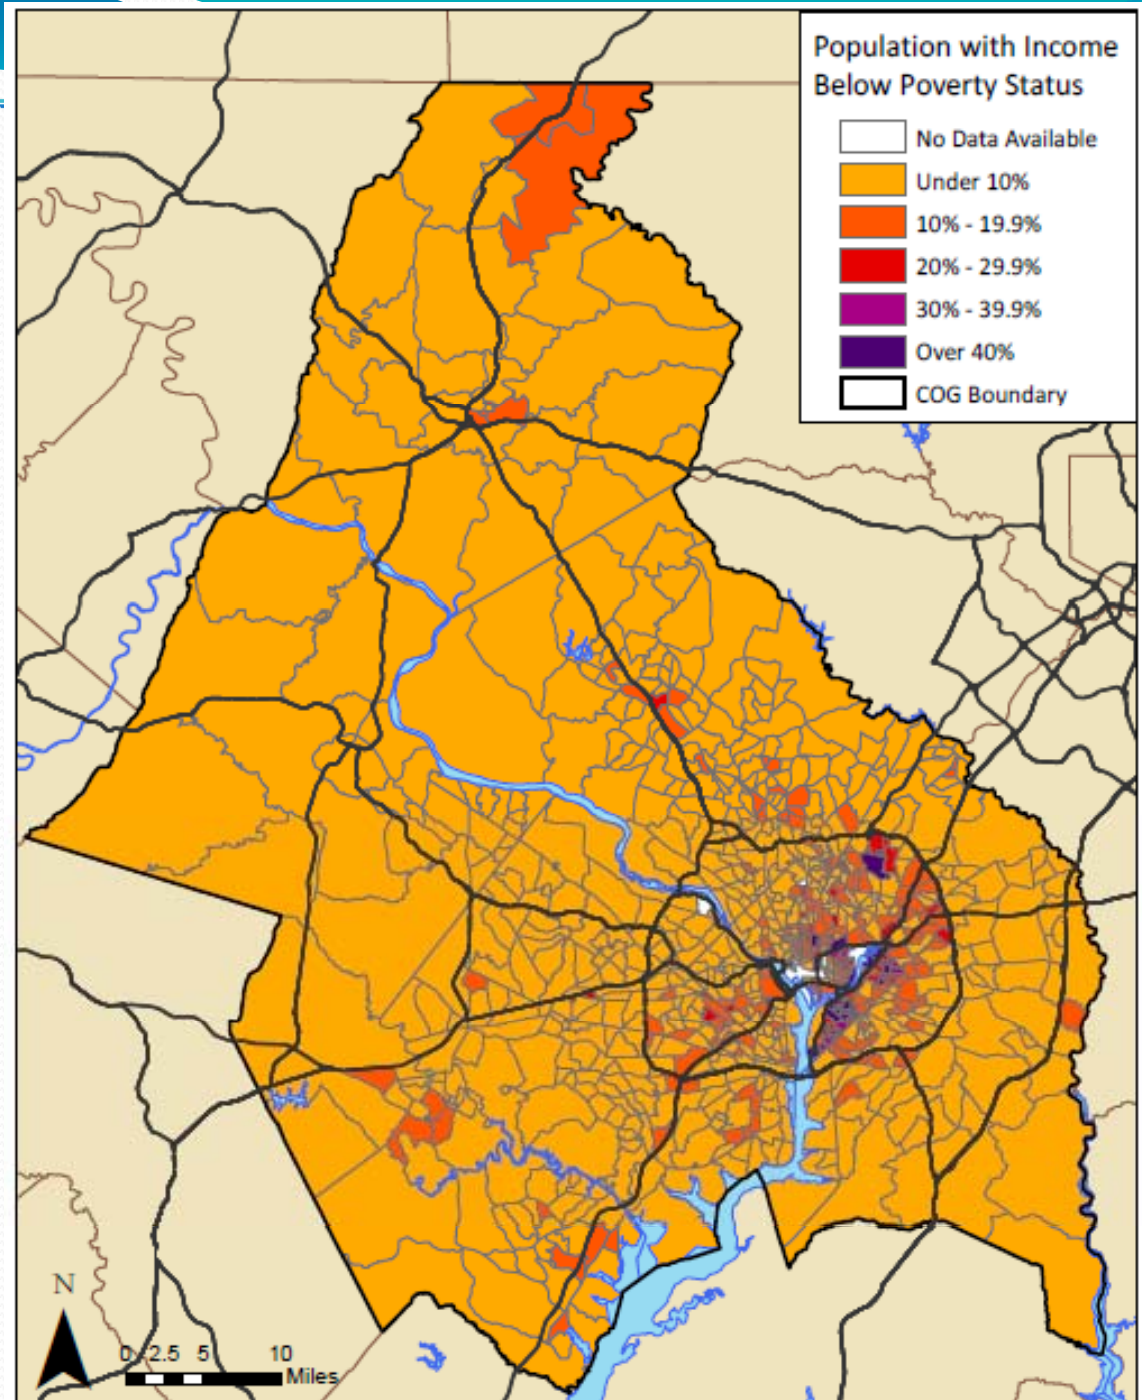 Population with Income
Below Poverty Status
No Data Available
Under 10%
10% - 19.9%
20% - 29.9%
30% - 39.9%
Over 40%
COG Boundary
N
0 2.5 5 10
Miles